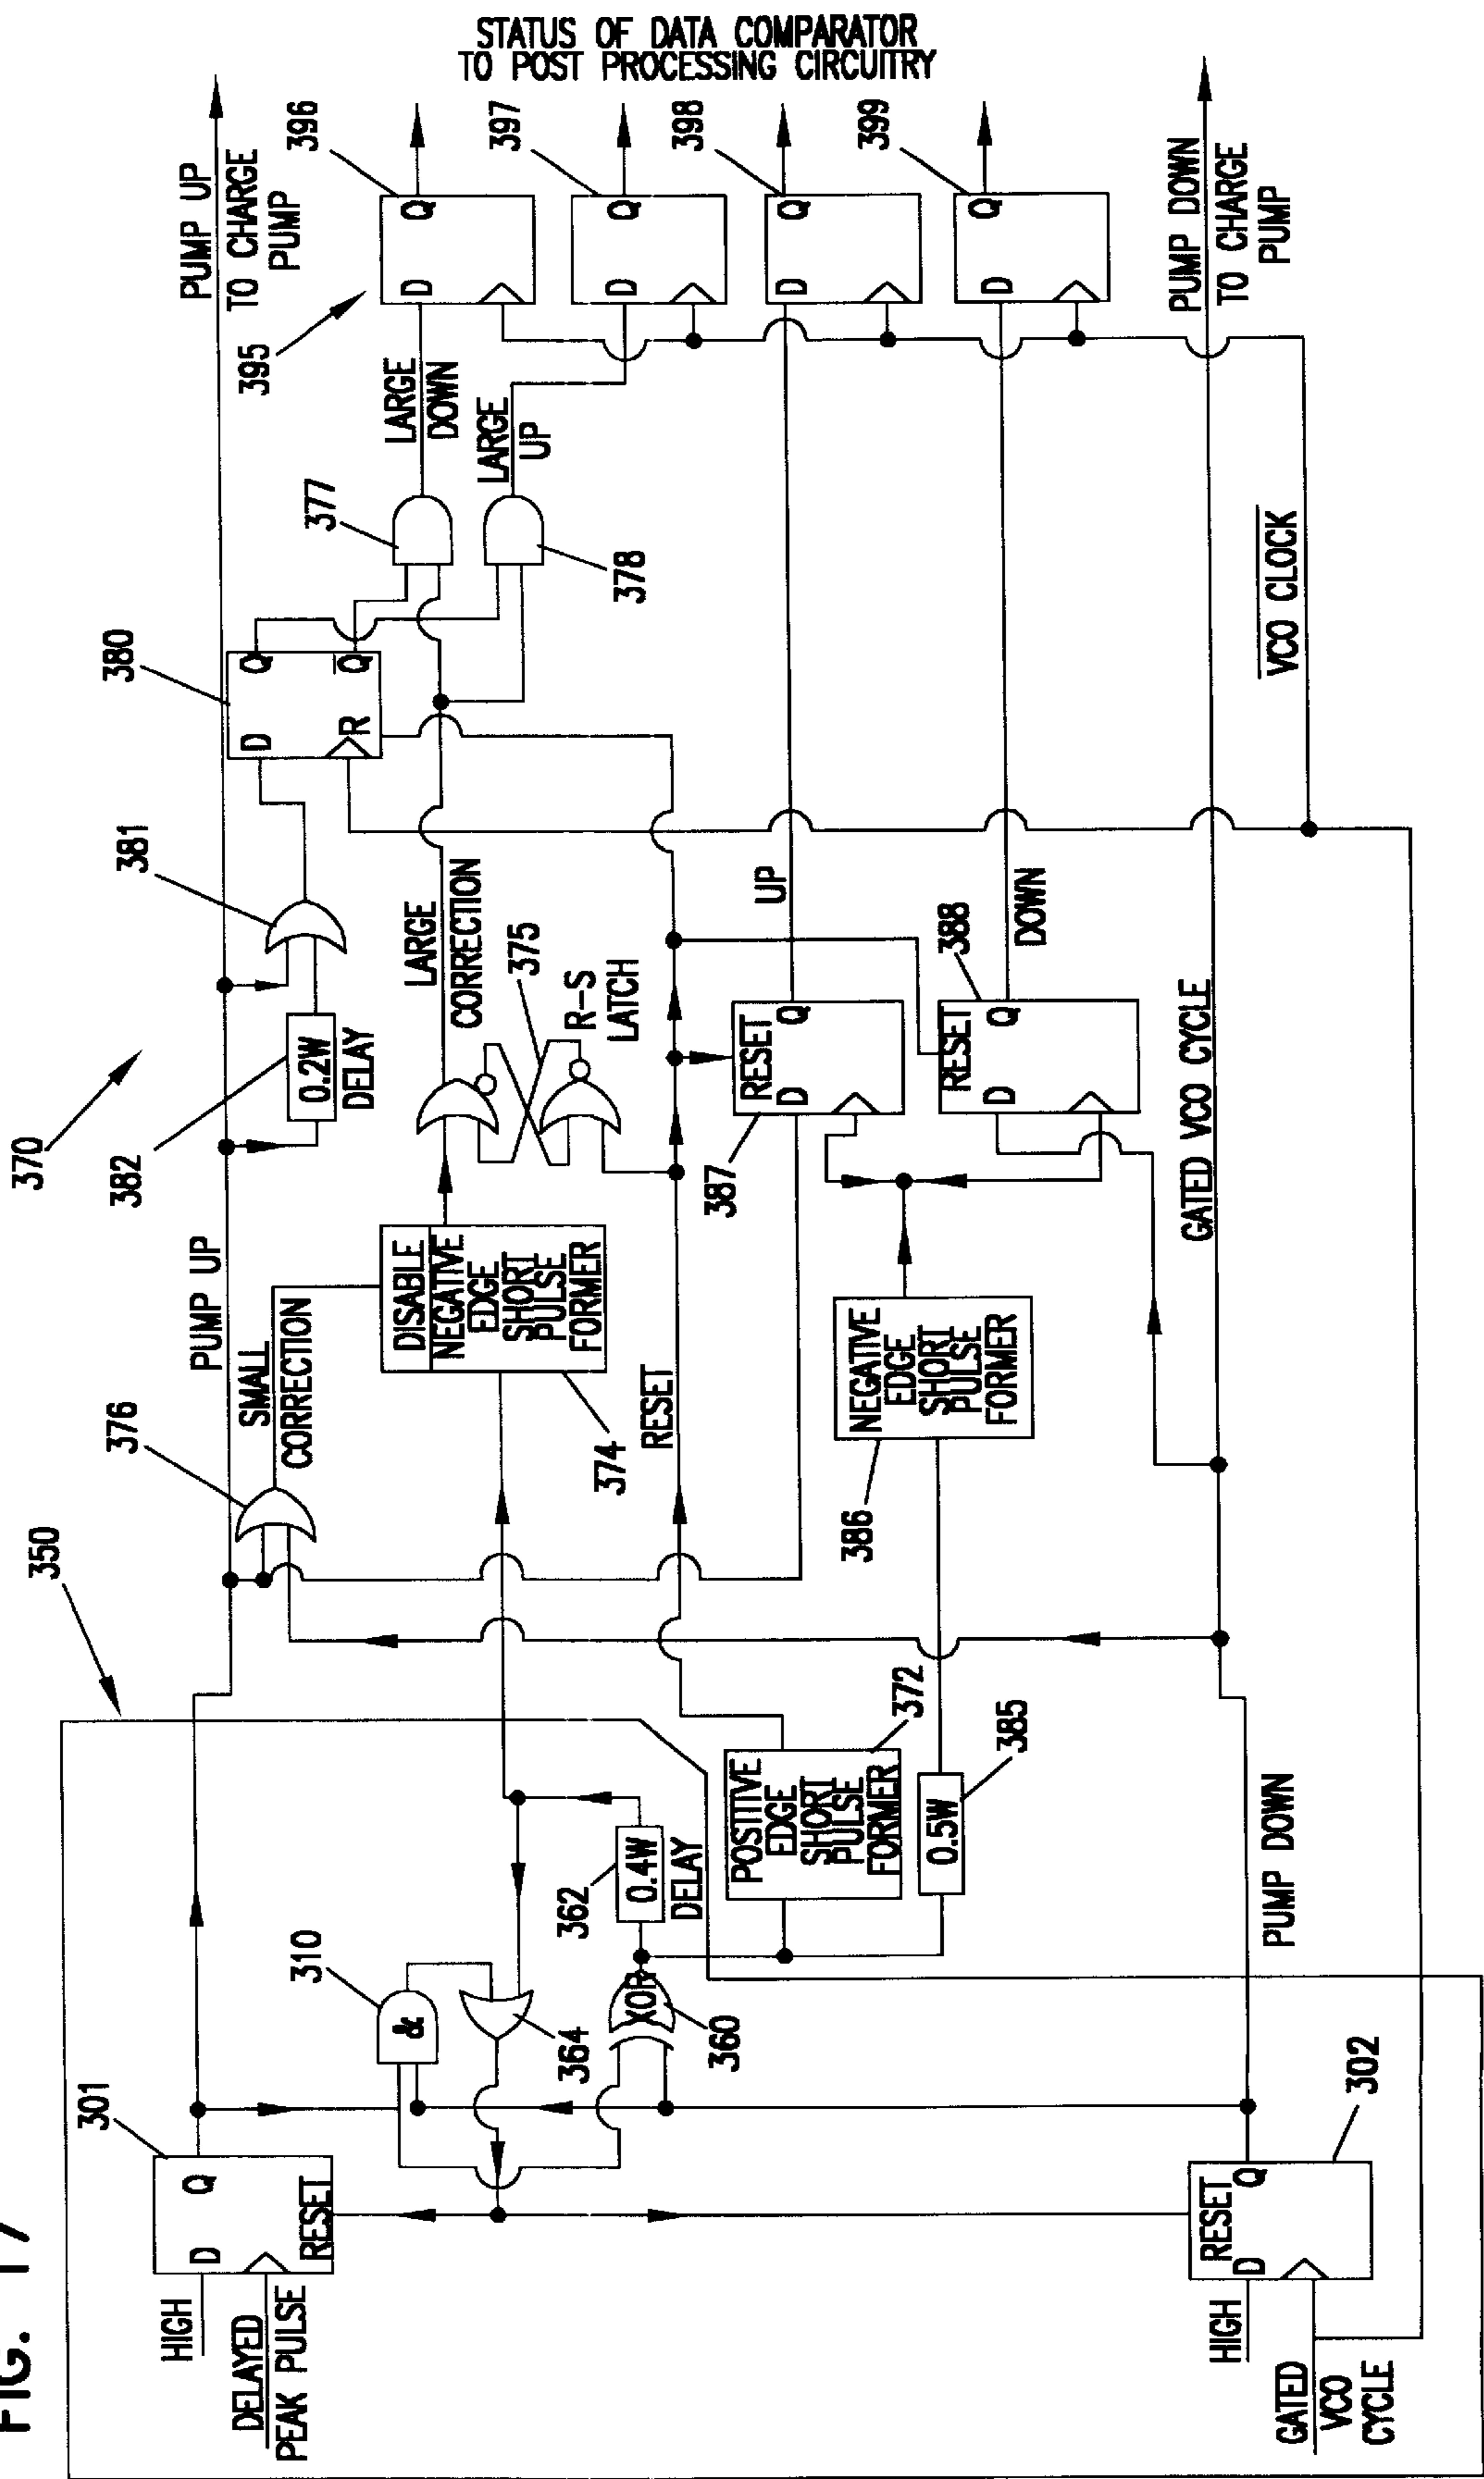 FIG. 17
STATUS OF DATA COMPARATOR
TO POST PROCESSING CIRCUITRY
PUMP UP
TO CHARGE
PUMP
395
396
397
398
399
D
Q
D
Q
D
Q
D
Q
PUMP DOWN
TO CHARGE
PUMP
LARGE
DOWN
LARGE
UP
377
378
VCO CLOCK
380
D
Q
R
Q
381
370
382
0.2W
DELAY
PUMP UP
LARGE
CORRECTION
375
R-S
LATCH
UP
387
RESET
D
Q
388
RESET
D
Q
DOWN
GATED VCO CYCLE
376
SMALL
CORRECTION
DISABLE
NEGATIVE
EDGE
SHORT
PULSE
FORMER
374
RESET
386
NEGATIVE
EDGE
SHORT
PULSE
FORMER
350
372
POSITIVE
EDGE
SHORT
PULSE
FORMER
385
0.5W
362
0.4W
DELAY
310
&
364
XOR
360
PUMP DOWN
301
D
Q
RESET
HIGH
DELAYED
PEAK PULSE
302
RESET
D
Q
HIGH
GATED
VCO
CYCLE